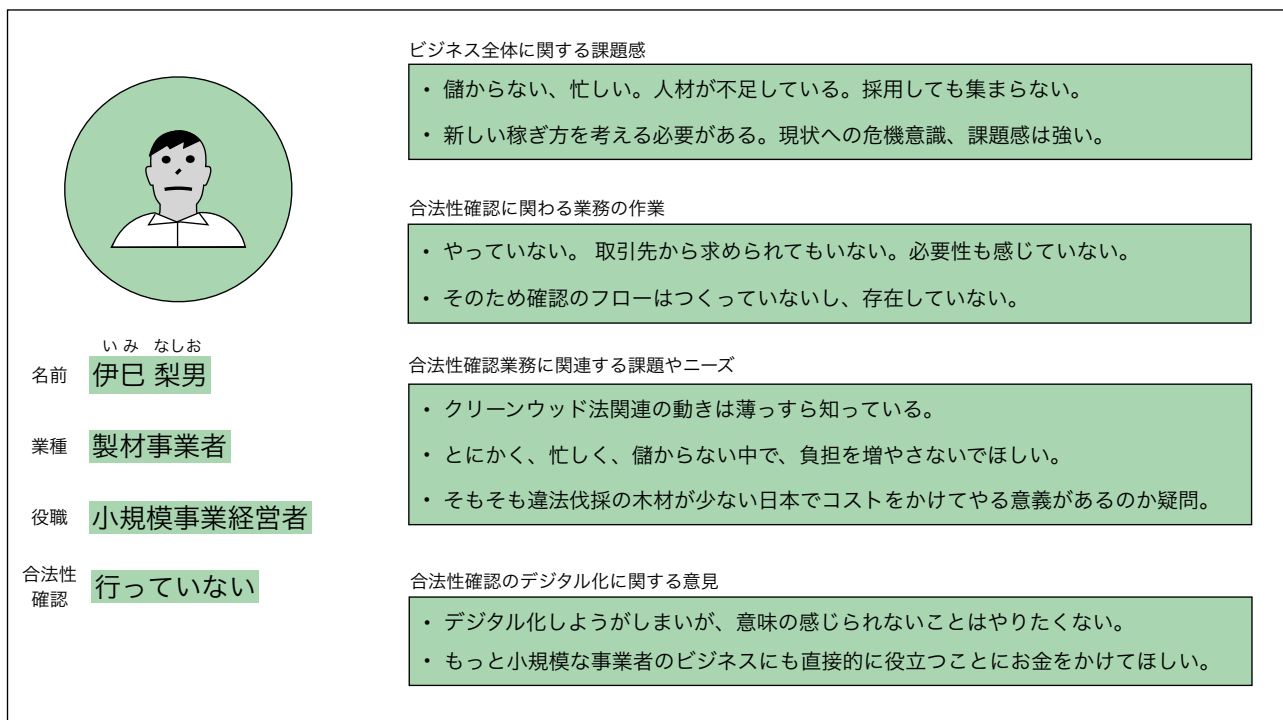 いみ なしお
名前 伊巳 梨男
業種 製材事業者
役職 小規模事業経営者
合法性
確認 行っていない
ビジネス全体に関する課題感
・ 儲からない、忙しい。人材が不足している。採用しても集まらない。
・ 新しい稼ぎ方を考える必要がある。現状への危機意識、課題感は強い。
合法性確認に関わる業務の作業
・ やっていない。 取引先から求められてもいない。必要性も感じていない。
・ そのため確認のフローはつくっていないし、存在していない。
合法性確認業務に関連する課題やニーズ
・ クリーンウッド法関連の動きは薄っすら知っている。
・ とにかく、忙しく、儲からない中で、負担を増やさないでほしい。
・ そもそも違法伐採の木材が少ない日本でコストをかけてやる意義があるのか疑問。
合法性確認のデジタル化に関する意見
・ デジタル化しようがしまいが、意味の感じられないことはやりたくない。
・ もっと小規模な事業者のビジネスにも直接的に役立つことにお金をかけてほしい。